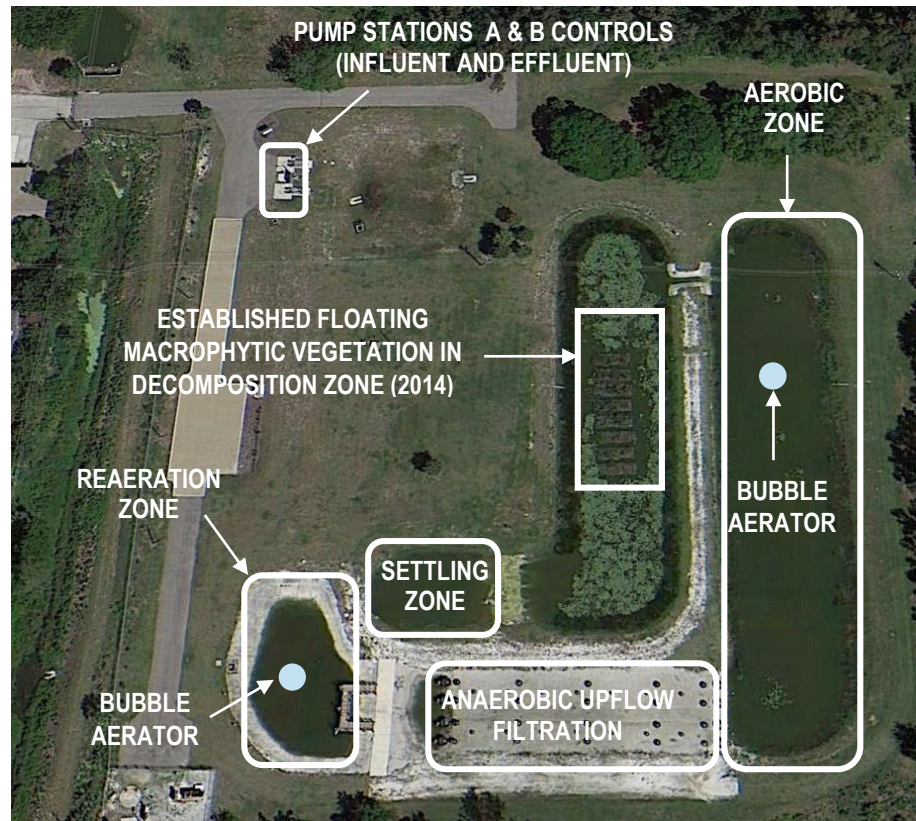 PUMP STATIONS A & B CONTROLS
(INFLUENT AND EFFLUENT)
AEROBIC
ZONE
ESTABLISHED FLOATING
MACROPHYTIC VEGETATION IN
DECOMPOSITION ZONE (2014)
BUBBLE
AERATOR
REAERATION
ZONE
SETTLING
ZONE
ANAEROBIC UPFLOW
FILTRATION
BUBBLE
AERATOR